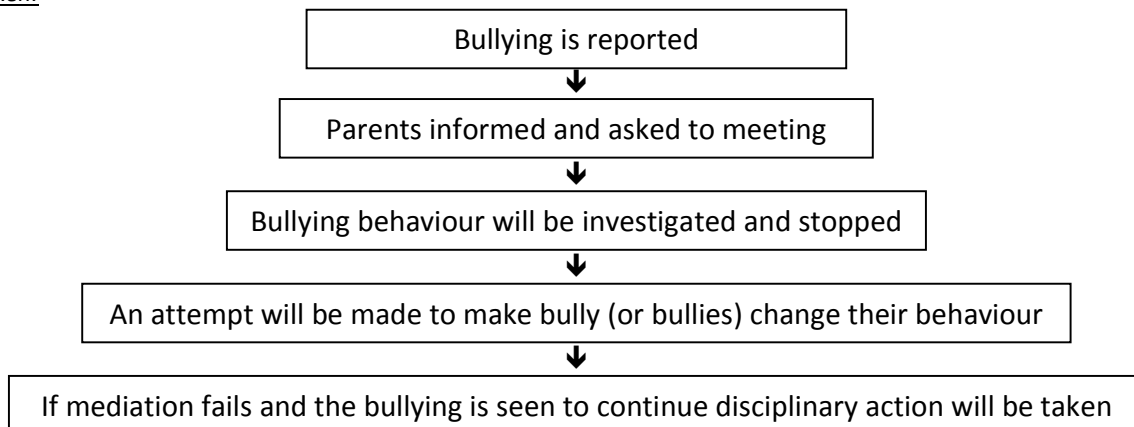 Bullying is reported
Parents informed and asked to meeting
Bullying behaviour will be investigated and stopped
An attempt will be made to make bully (or bullies) change their behaviour
If mediation fails and the bullying is seen to continue disciplinary action will be taken